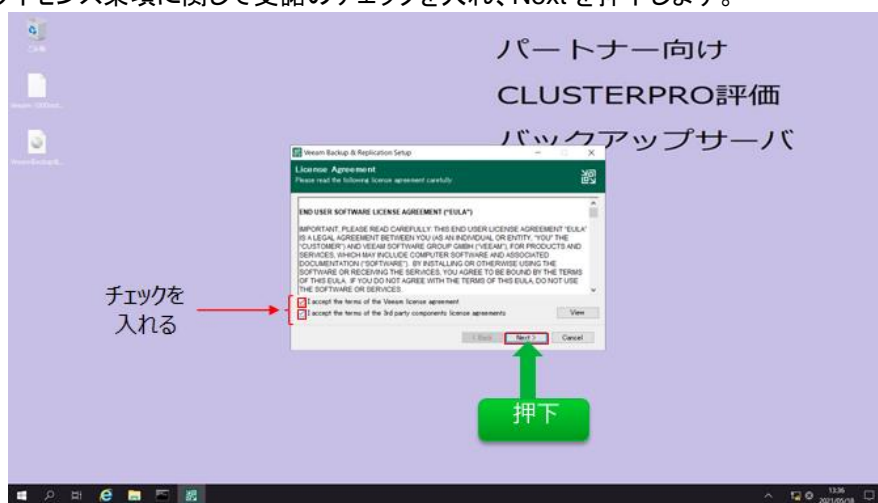 イセンス条項に関して受諾のチェックを入れ、Next を押下します。
パートナー向け
CLUSTERPRO評価
バックアップサーバ
Veeam Backup & Replication Setup
License Agreement
Please read the following license agreement carefully.
END USER SOFTWARE LICENSE AGREEMENT ("EULA")
IMPORTANT, PLEASE READ CAREFULLY: THIS END USER LICENSE AGREEMENT "EULA"
IS A LEGAL AGREEMENT BETWEEN YOU (AS AN INDIVIDUAL OR ENTITY, "YOU" THE
"CUSTOMER") AND VEEAM SOFTWARE GROUP GMBH ("VEEAM"), FOR PRODUCTS AND
SERVICES, WHICH MAY INCLUDE COMPUTER SOFTWARE AND ASSOCIATED
DOCUMENTATION ("SOFTWARE"). BY INSTALLING OR OTHERWISE USING THE
SOFTWARE OR RECEIVING THE SERVICES, YOU AGREE TO BE BOUND BY THE TERMS
OF THIS EULA. IF YOU DO NOT AGREE WITH THE TERMS OF THIS EULA, DO NOT USE
THE SOFTWARE OR SERVICES.
I accept the terms of the Veeam license agreement
I accept the terms of the 3rd party components license agreements
View
< Back
Next >
Cancel
チェックを
入れる
押下
13:36
2021/05/18